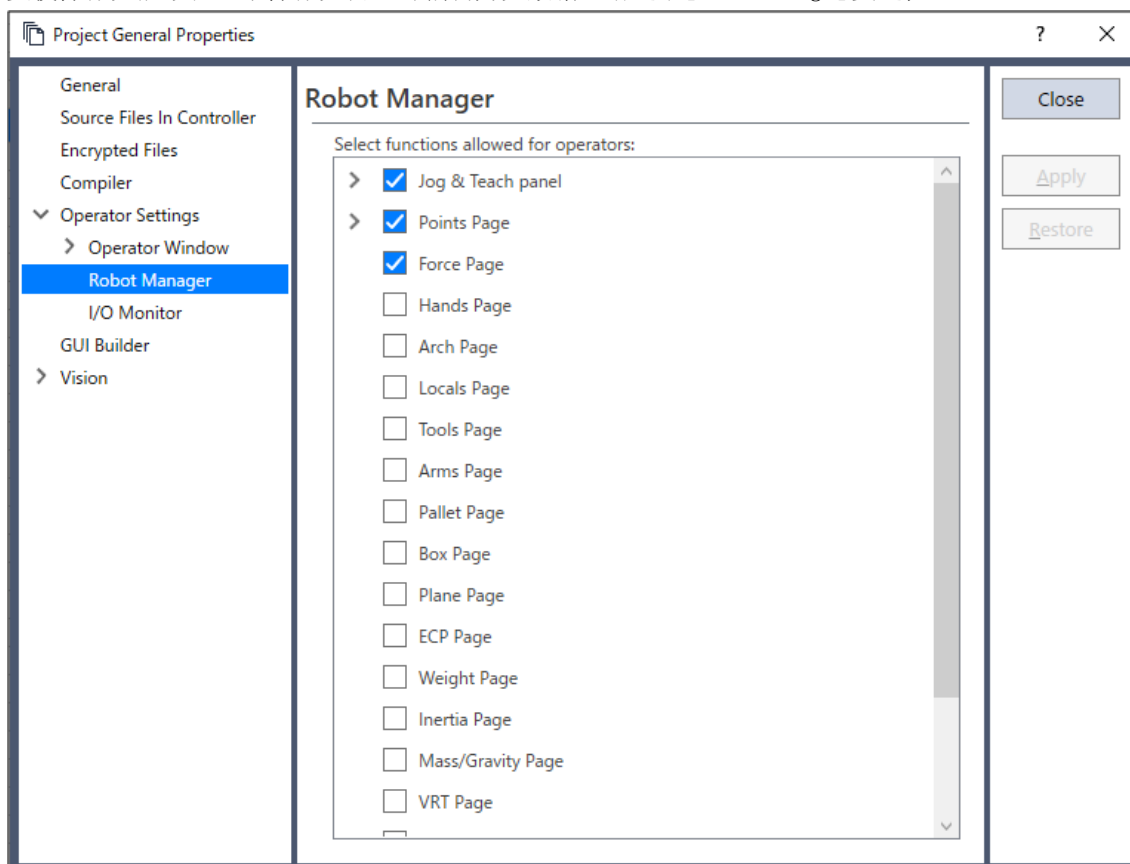 Project General Properties
?
General
Source Files In Controller
Encrypted Files
Compiler
Operator Settings
Operator Window
Robot Manager
I/O Monitor
GUI Builder
Vision
Robot Manager
Select functions allowed for operators:
Jog & Teach panel
Points Page
Force Page
Hands Page
Arch Page
Locals Page
Tools Page
Arms Page
Pallet Page
Box Page
Plane Page
ECP Page
Weight Page
Inertia Page
Mass/Gravity Page
VRT Page
Close
Apply
Restore